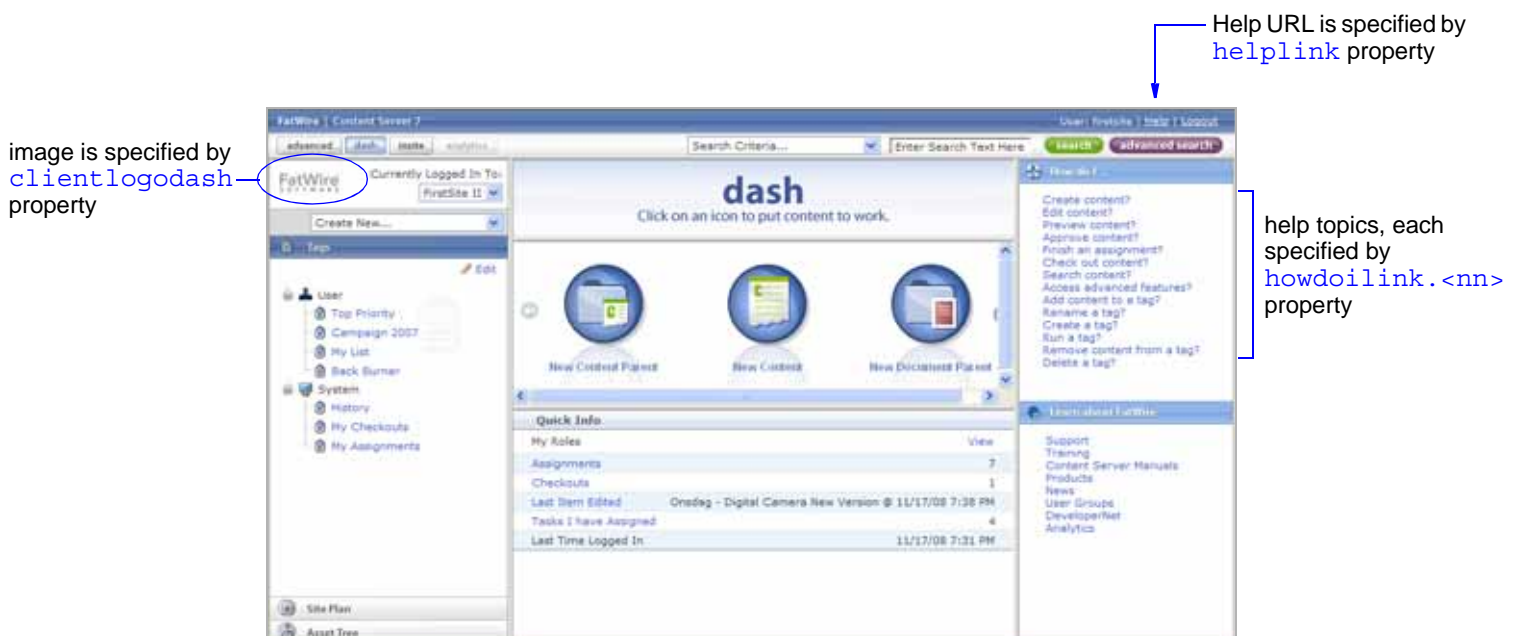 Help URL is specified by
helplink property
image is specified by
clientlogodash
property
FatWire | Content Server 7
User: firstsite | Help | Logout
advanced dash insite analytics
Search Criteria...
Enter Search Text Here
search
advanced search
FatWire
SOFTWARE
Currently Logged In To:
FirstSite II
Create New...
Tags
Edit
User
Top Priority
Campaign 2007
My List
Back Burner
System
History
My Checkouts
My Assignments
Site Plan
Asset Tree
dash
Click on an icon to put content to work.
New Content Parent
New Content
New Document Parent
Quick Info
My Roles View
Assignments 7
Checkouts 1
Last Item Edited Onsdag - Digital Camera New Version @ 11/17/08 7:38 PM
Tasks I have Assigned 4
Last Time Logged In 11/17/08 7:31 PM
How do I...
Create content?
Edit content?
Preview content?
Approve content?
Finish an assignment?
Check out content?
Search content?
Access advanced features?
Add content to a tag?
Rename a tag?
Create a tag?
Run a tag?
Remove content from a tag?
Delete a tag?
Learn about FatWire
Support
Training
Content Server Manuals
Products
News
User Groups
DeveloperNet
Analytics
help topics, each
specified by
howdoilink.<nn>
property